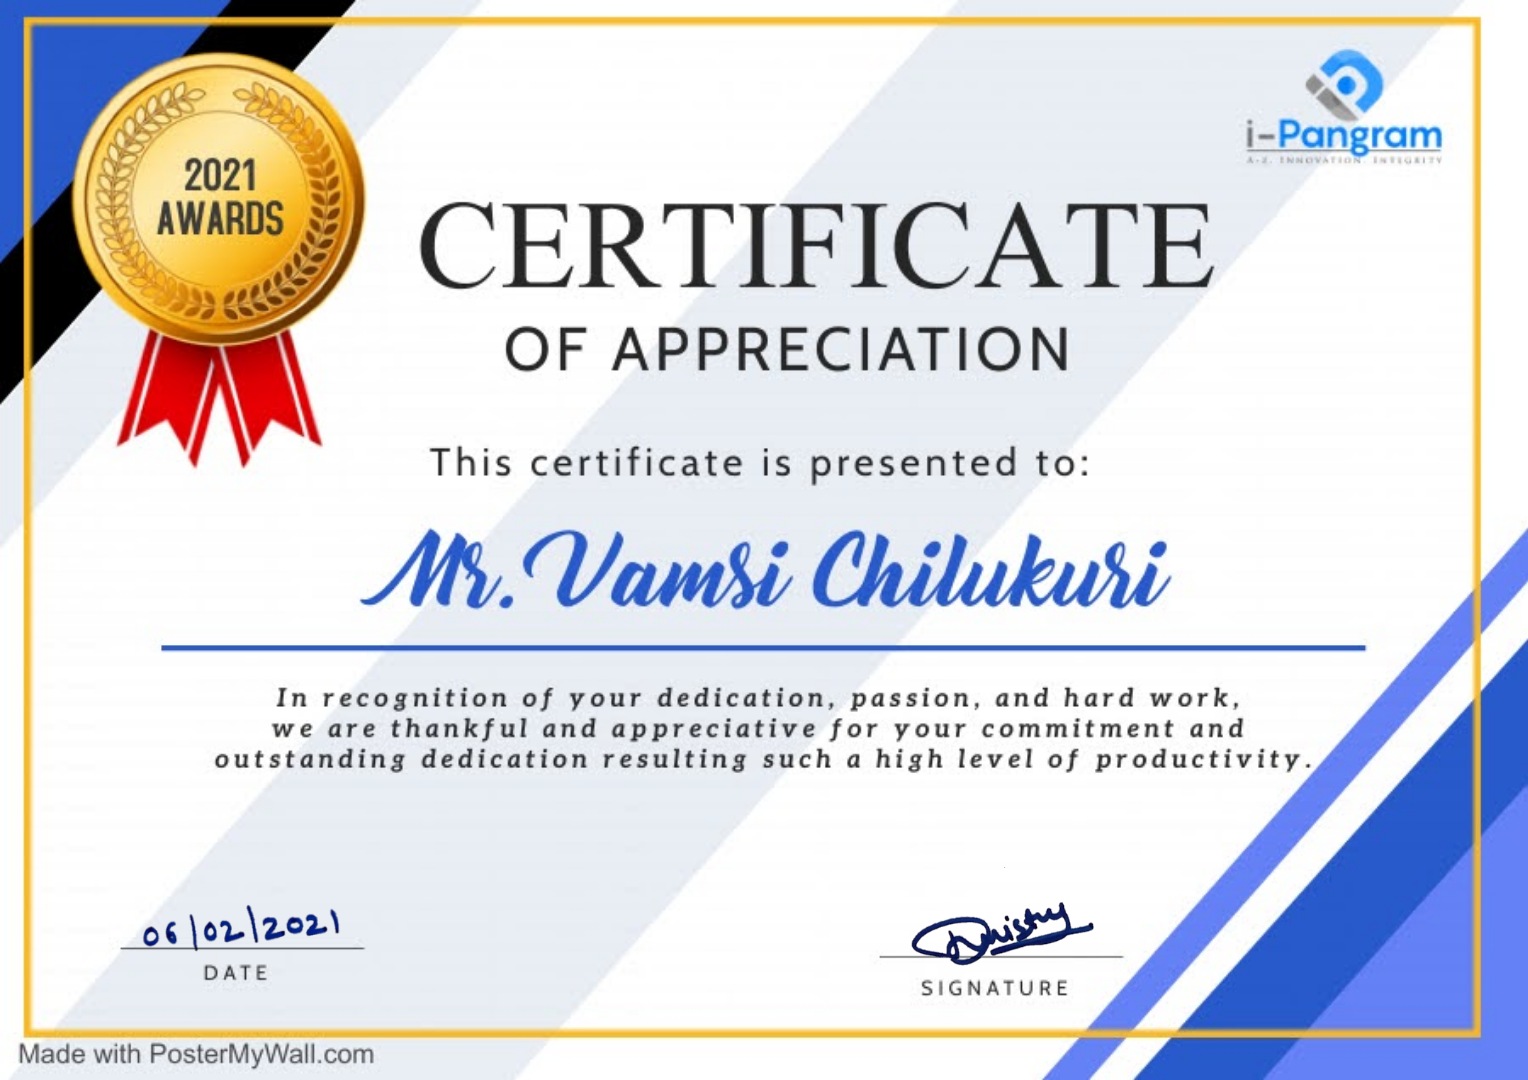 2021
AWARDS
i-Pangram
A-Z. INNOVATION. INTEGRITY
CERTIFICATE
OF APPRECIATION
This certificate is presented to:
Mr. Vamsi Chilukuri
In recognition of your dedication, passion, and hard work,
we are thankful and appreciative for your commitment and
outstanding dedication resulting such a high level of productivity.
06/02/2021
DATE
SIGNATURE
Made with PosterMyWall.com